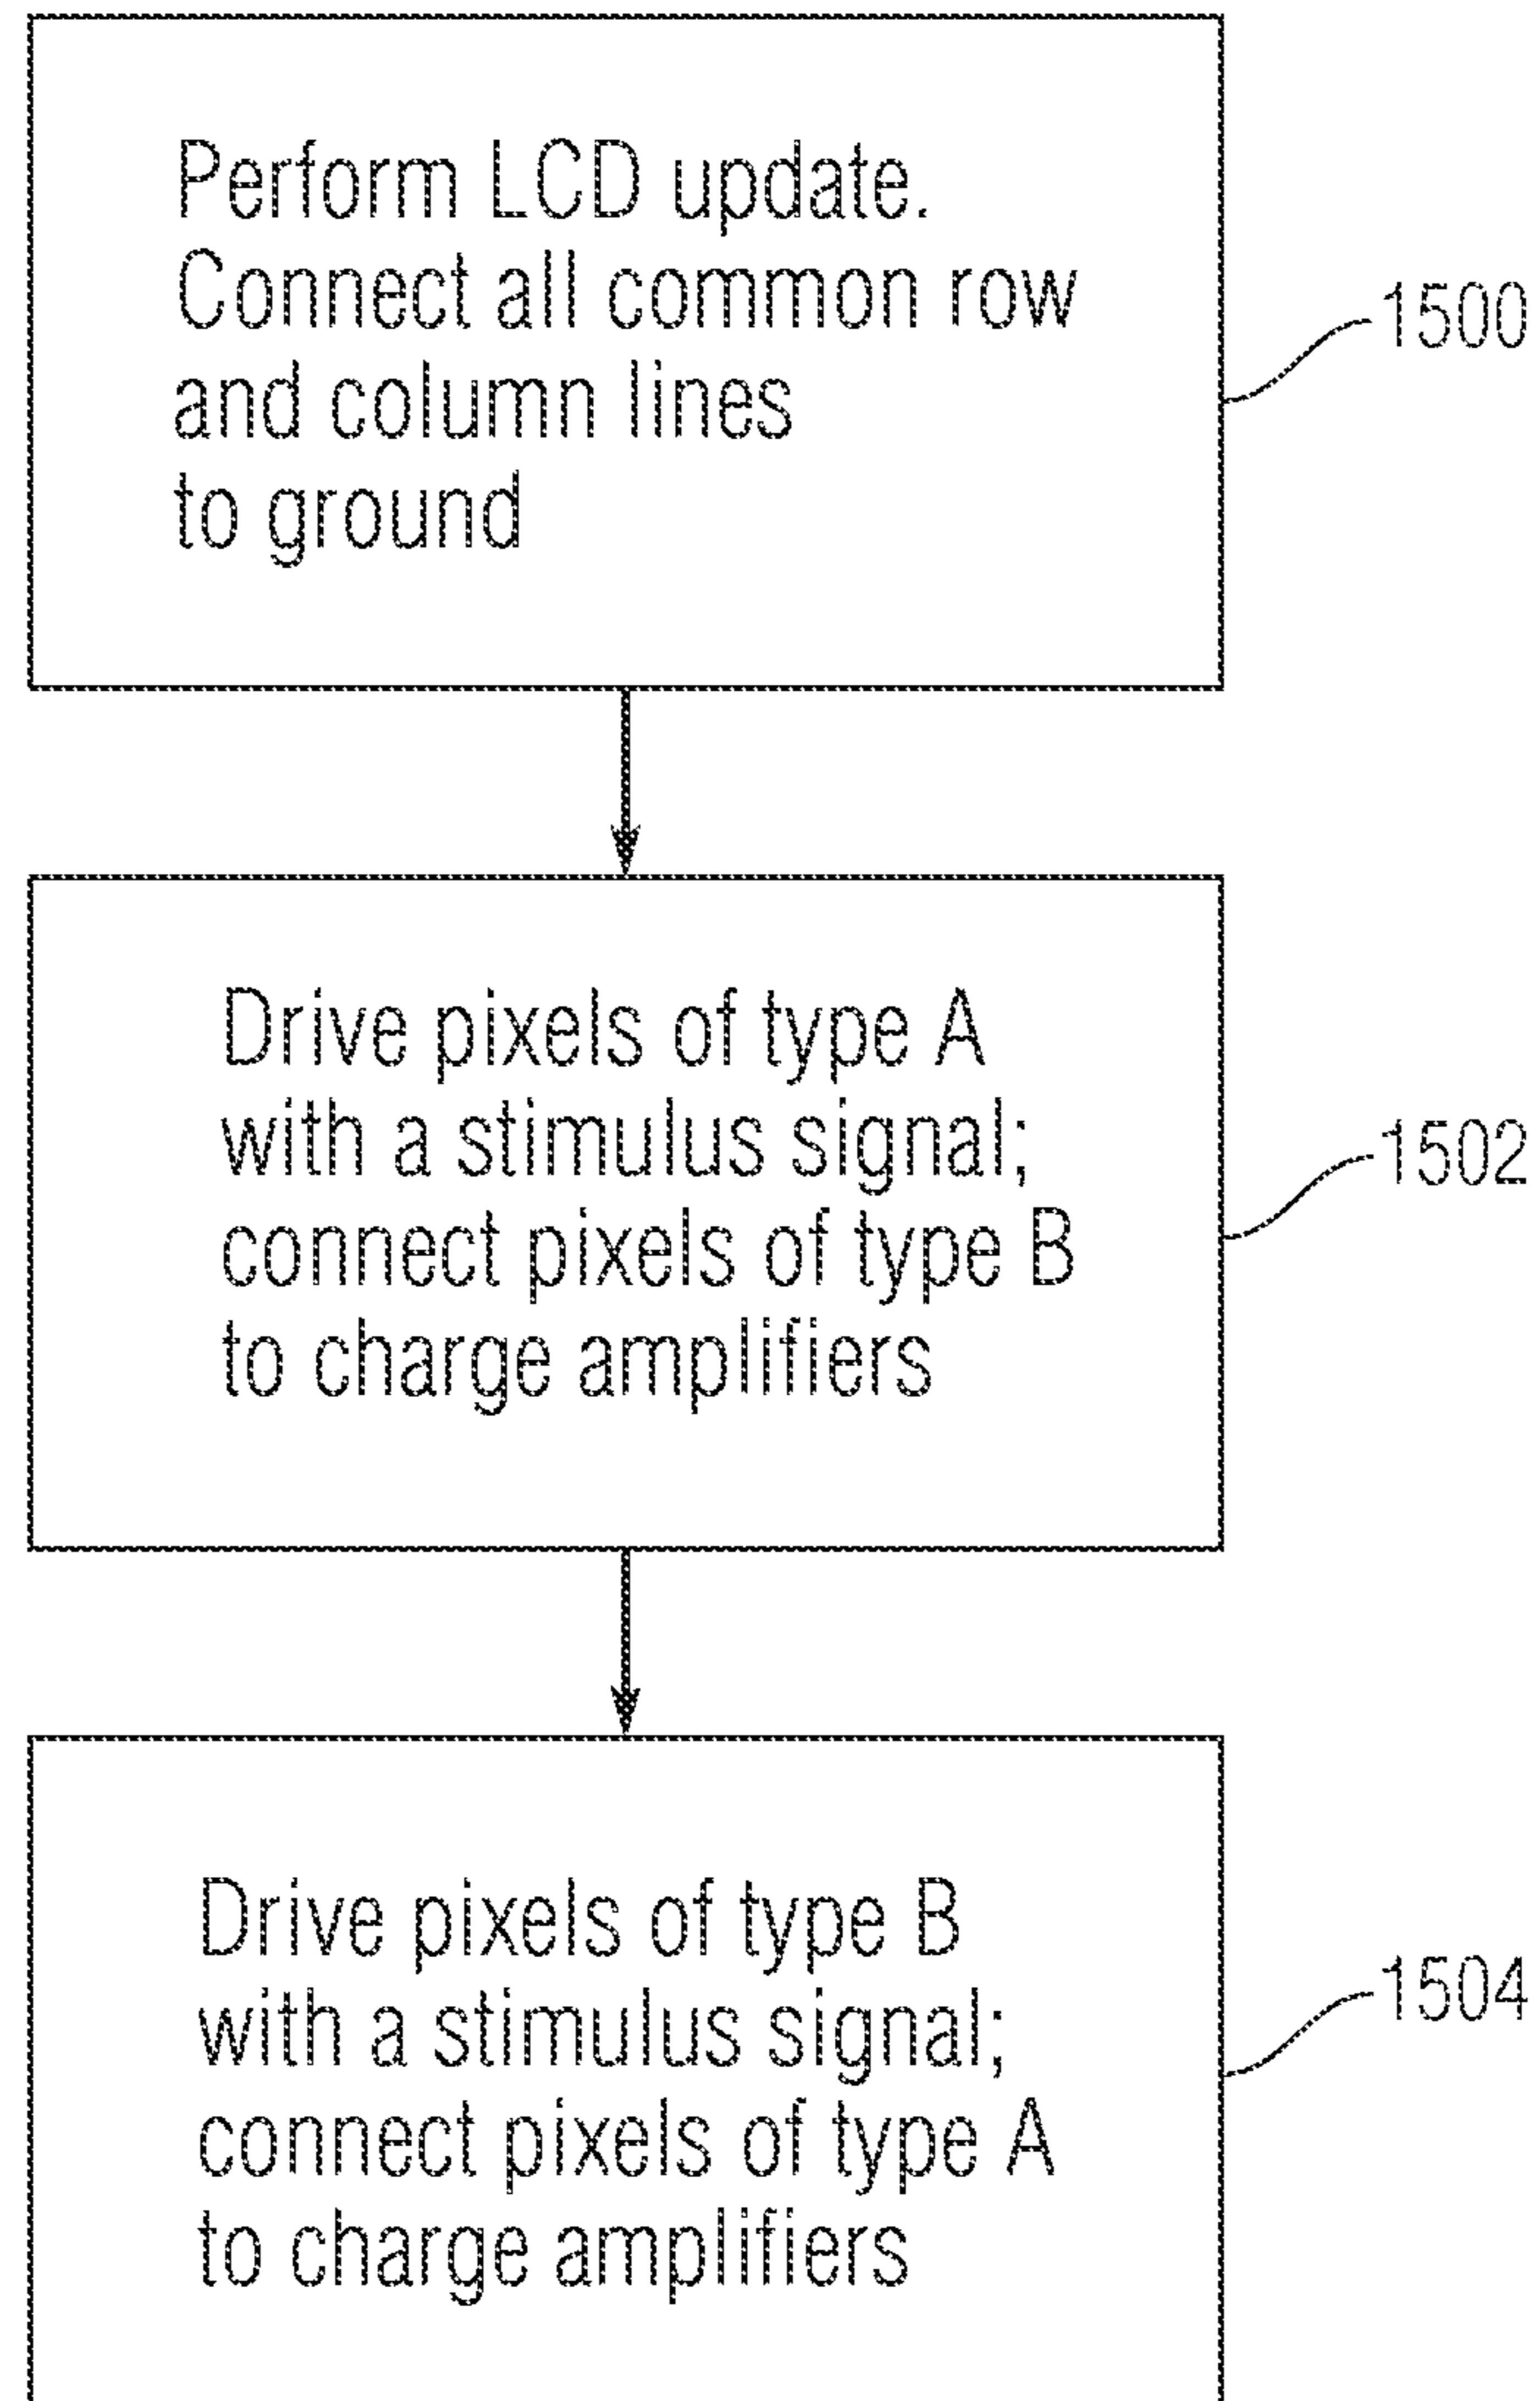 Perform LCD update.
Connect all common row
and column lines
to ground
1500
Drive pixels of type A
with a stimulus signal;
connect pixels of type B
to charge amplifiers
1502
Drive pixels of type B
with a stimulus signal;
connect pixels of type A
to charge amplifiers
1504